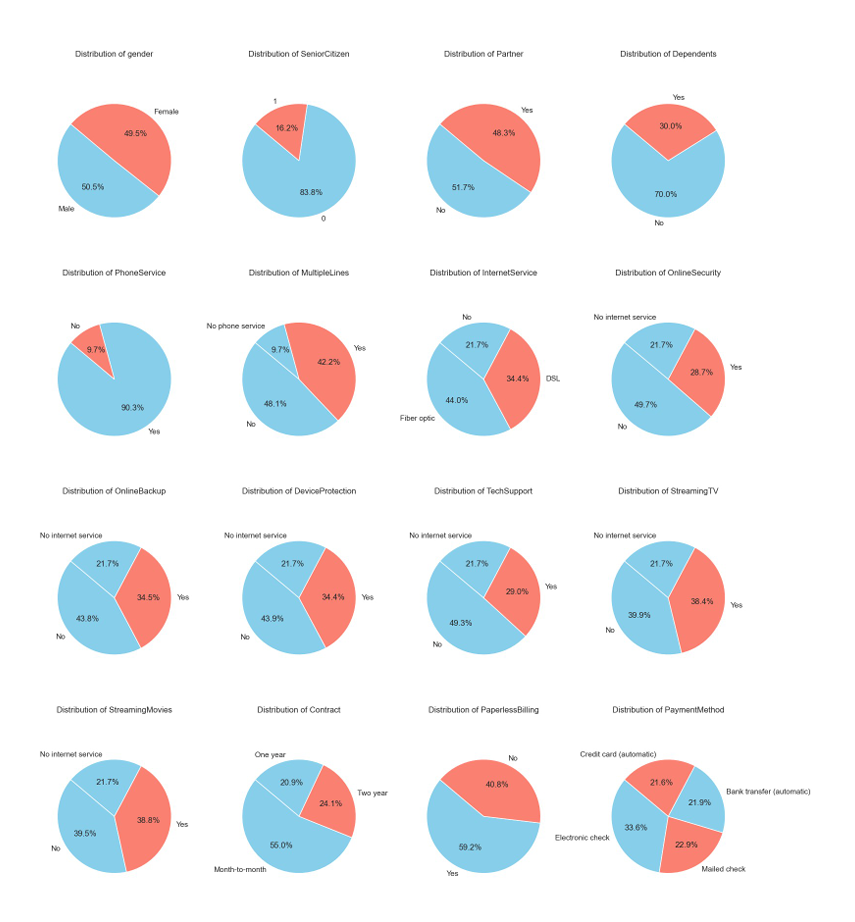 Distribution of gender
Female
49.5%
50.5%
Male
Distribution of SeniorCitizen
1
16.2%
83.8%
0
Distribution of Partner
Yes
48.3%
51.7%
No
Distribution of Dependents
Yes
30.0%
70.0%
No
Distribution of PhoneService
No
9.7%
90.3%
Yes
Distribution of MultipleLines
No phone service
9.7%
Yes
42.2%
48.1%
No
Distribution of InternetService
No
21.7%
34.4%
DSL
44.0%
Fiber optic
Distribution of OnlineSecurity
No internet service
21.7%
Yes
28.7%
49.7%
No
Distribution of OnlineBackup
No internet service
21.7%
34.5%
Yes
43.8%
No
Distribution of DeviceProtection
No internet service
21.7%
34.4%
Yes
43.9%
No
Distribution of TechSupport
No internet service
21.7%
Yes
29.0%
49.3%
No
Distribution of StreamingTV
No internet service
21.7%
38.4%
Yes
39.9%
No
Distribution of StreamingMovies
No internet service
21.7%
38.8%
Yes
39.5%
No
Distribution of Contract
One year
20.9%
Two year
24.1%
55.0%
Month-to-month
Distribution of PaperlessBilling
No
40.8%
59.2%
Yes
Distribution of PaymentMethod
Credit card (automatic)
21.6%
Bank transfer (automatic)
21.9%
33.6%
Electronic check
22.9%
Mailed check